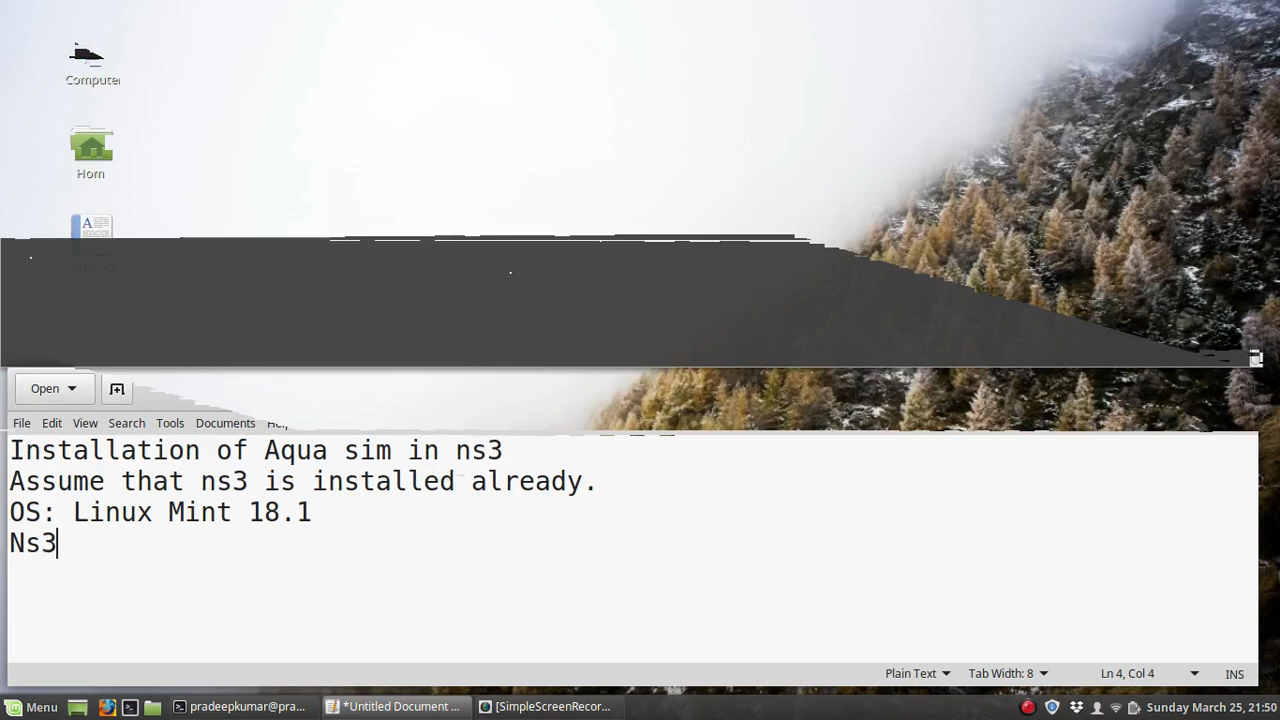 Computer
Hom
Open
File Edit View Search Tools Documents Help
Installation of Aqua sim in ns3
Assume that ns3 is installed already.
OS: Linux Mint 18.1
Ns3
Plain Text Tab Width: 8 Ln 4, Col 4 INS
Menu pradeepkumar@pra... *Untitled Document ... [SimpleScreenRecor... Sunday March 25, 21:50